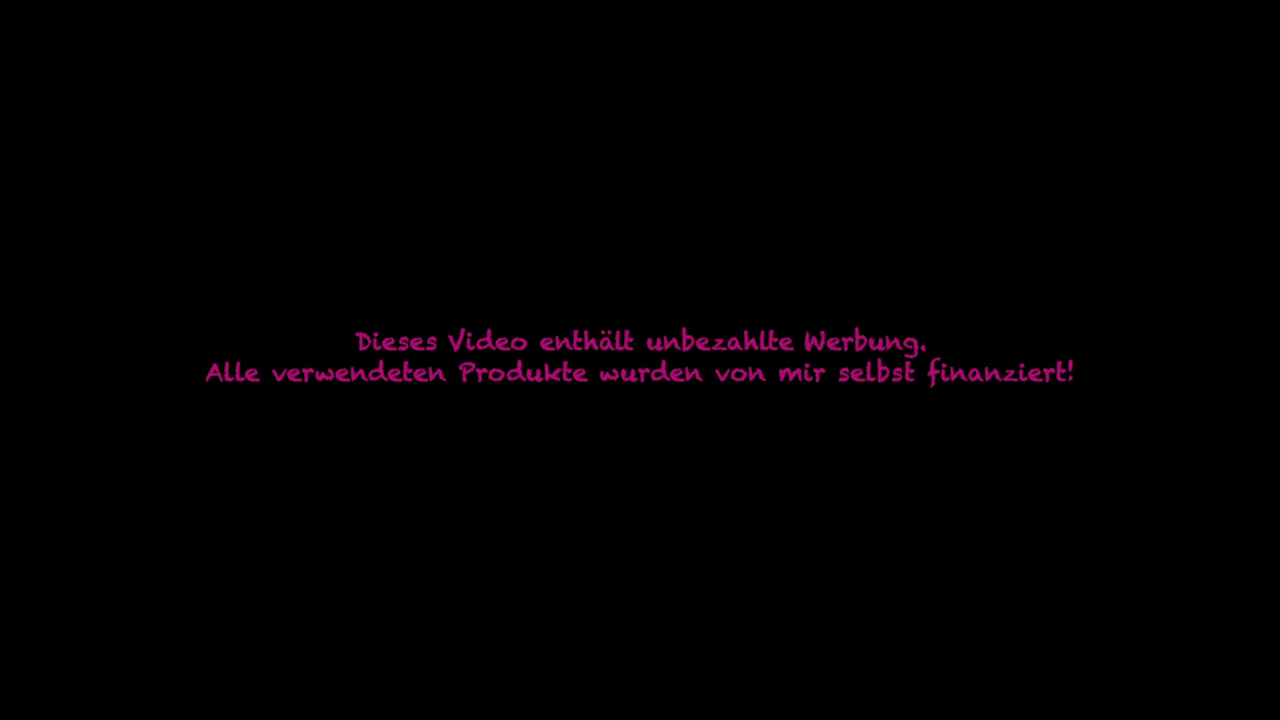 Dieses Video enthält unbezahlte Werbung.
Alle verwendeten Produkte wurden von mir selbst finanziert!